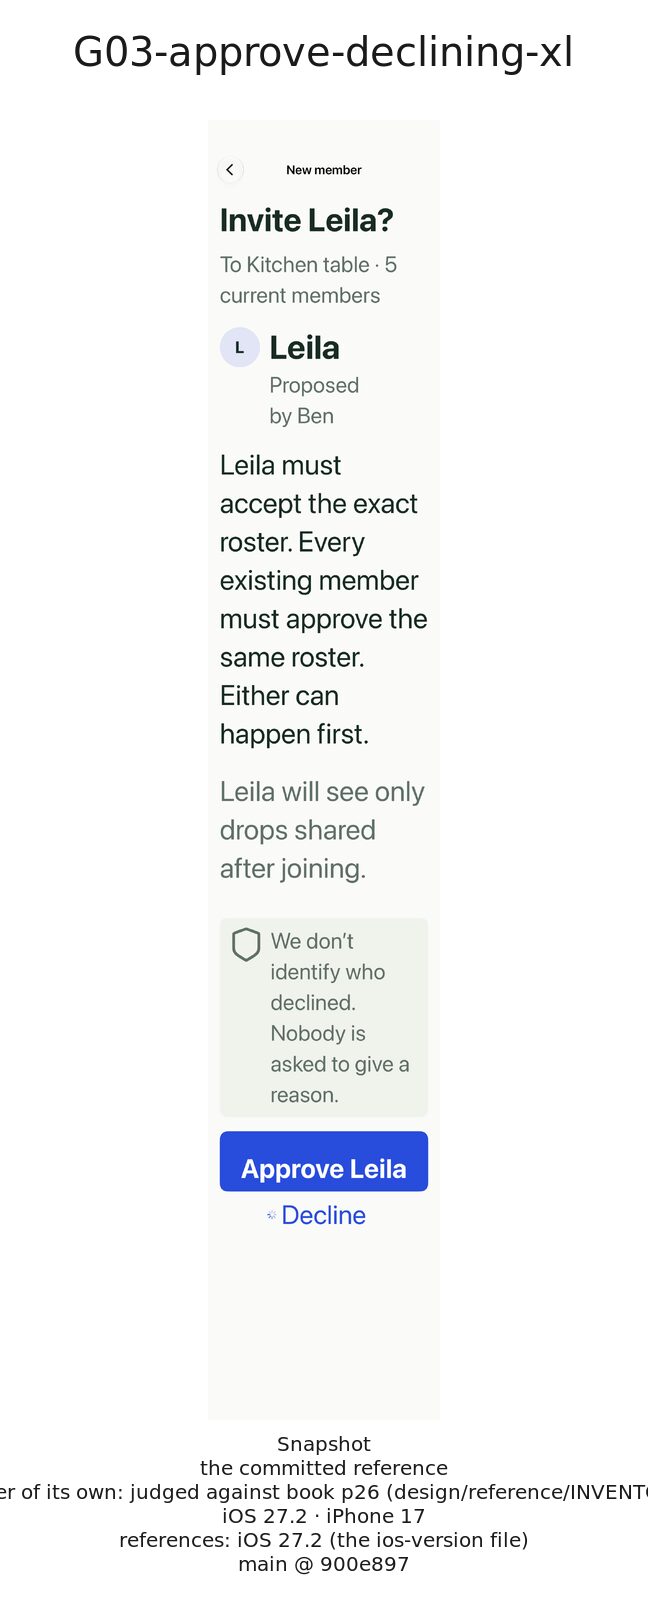 G03-approve-declining-xl
New member
Invite Leila?
To Kitchen table · 5
current members
L
Leila
Proposed
by Ben
Leila must
accept the exact
roster. Every
existing member
must approve the
same roster.
Either can
happen first.
Leila will see only
drops shared
after joining.
We don’t
identify who
declined.
Nobody is
asked to give a
reason.
Approve Leila
Decline
Snapshot
the committed reference
of its own: judged against book p26 (design/reference/
iOS 27.2 · iPhone 17
references: iOS 27.2 (the ios-version file)
main @ 900e897